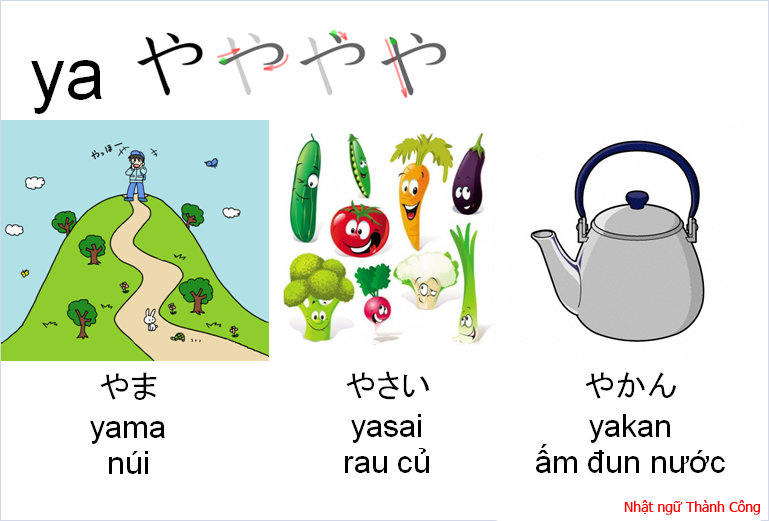 ya や や や や
やっほー
やま
yama
núi
やさい
yasai
rau củ
やかん
yakan
ấm đun nước
Nhật ngữ Thành Công